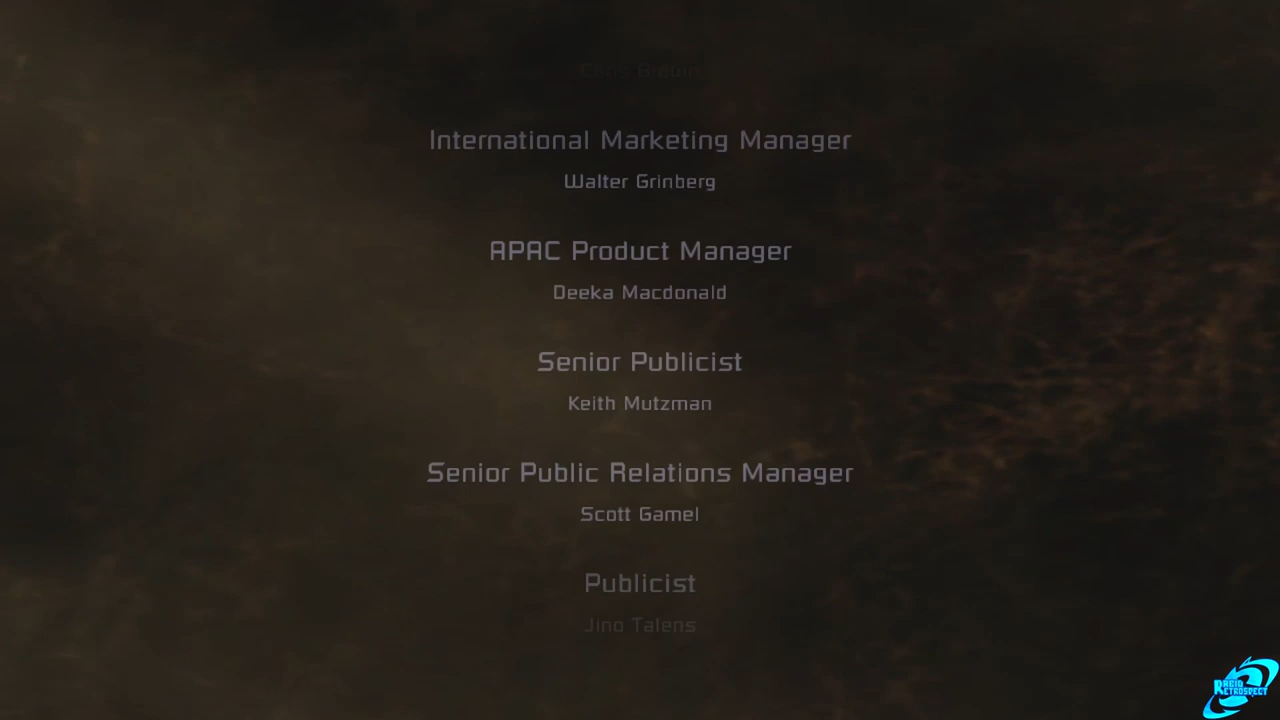 International Marketing Manager
Walter Grinberg
APAC Product Manager
Deeka Macdonald
Senior Publicist
Keith Mutzman
Senior Public Relations Manager
Scott Gamel
Publicist
Jino Talens
RETROSPECT